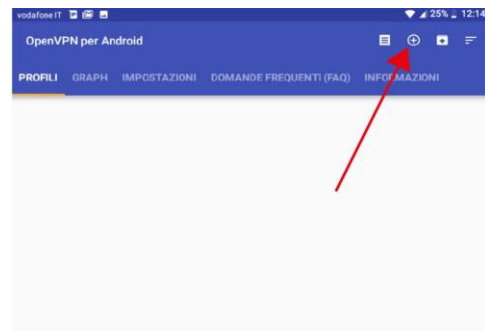 vodafone IT 25% 12:14
OpenVPN per Android
PROFILI GRAPH IMPOSTAZIONI DOMANDE FREQUENTI (FAQ) INFORMAZIONI